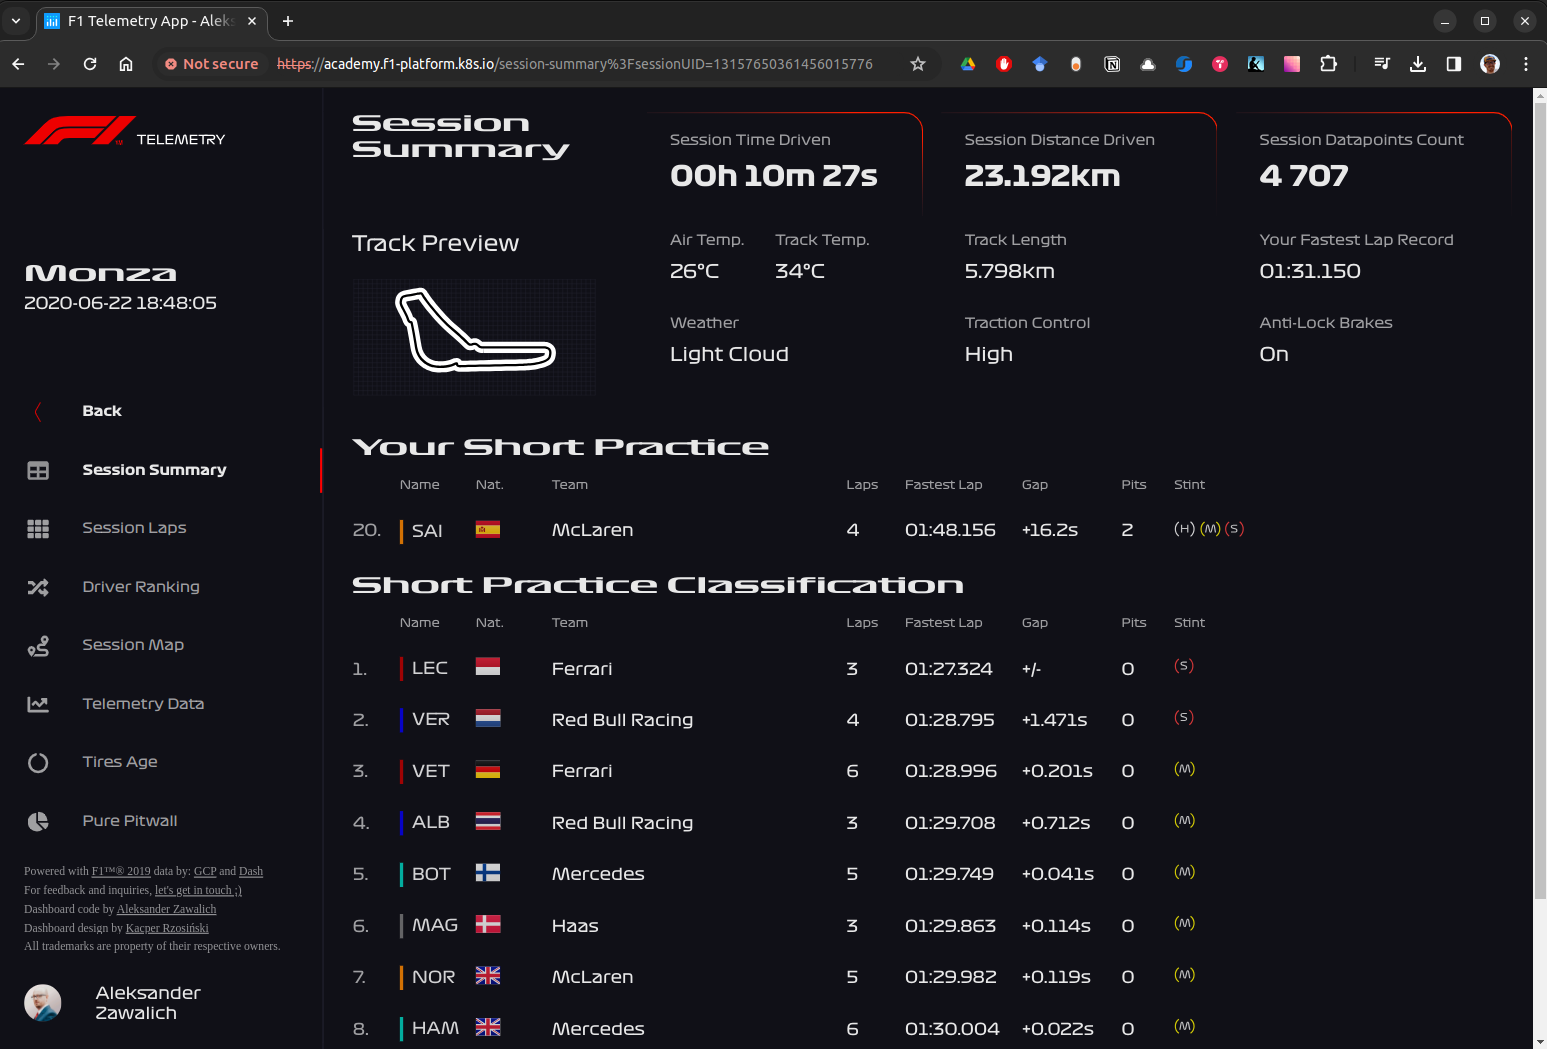 F1 Telemetry App - Aleks
Not secure https://academy.f1-platform.k8s.io/session-summary%3FsessionUID=13157650361456015776
TELEMETRY
Monza
2020-06-22 18:48:05
Back
Session Summary
Session Laps
Driver Ranking
Session Map
Telemetry Data
Tires Age
Pure Pitwall
Powered with F1™® 2019 data by: GCP and Dash
For feedback and inquiries, let's get in touch ;)
Dashboard code by Aleksander Zawalich
Dashboard design by Kacper Rzosiński
All trademarks are property of their respective owners.
Aleksander
Zawalich
Session
Summary
Session Time Driven
00h 10m 27s
Session Distance Driven
23.192km
Session Datapoints Count
4 707
Track Preview
Air Temp. Track Temp.
26°C 34°C
Track Length
5.798km
Your Fastest Lap Record
01:31.150
Weather
Light Cloud
Traction Control
High
Anti-Lock Brakes
On
Your Short Practice
Name Nat. Team Laps Fastest Lap Gap Pits Stint
20. SAI McLaren 4 01:48.156 +16.2s 2 (H) (M) (S)
Short Practice Classification
Name Nat. Team Laps Fastest Lap Gap Pits Stint
1. LEC Ferrari 3 01:27.324 +/- 0 (S)
2. VER Red Bull Racing 4 01:28.795 +1.471s 0 (S)
3. VET Ferrari 6 01:28.996 +0.201s 0 (M)
4. ALB Red Bull Racing 3 01:29.708 +0.712s 0 (M)
5. BOT Mercedes 5 01:29.749 +0.041s 0 (M)
6. MAG Haas 3 01:29.863 +0.114s 0 (M)
7. NOR McLaren 5 01:29.982 +0.119s 0 (M)
8. HAM Mercedes 6 01:30.004 +0.022s 0 (M)